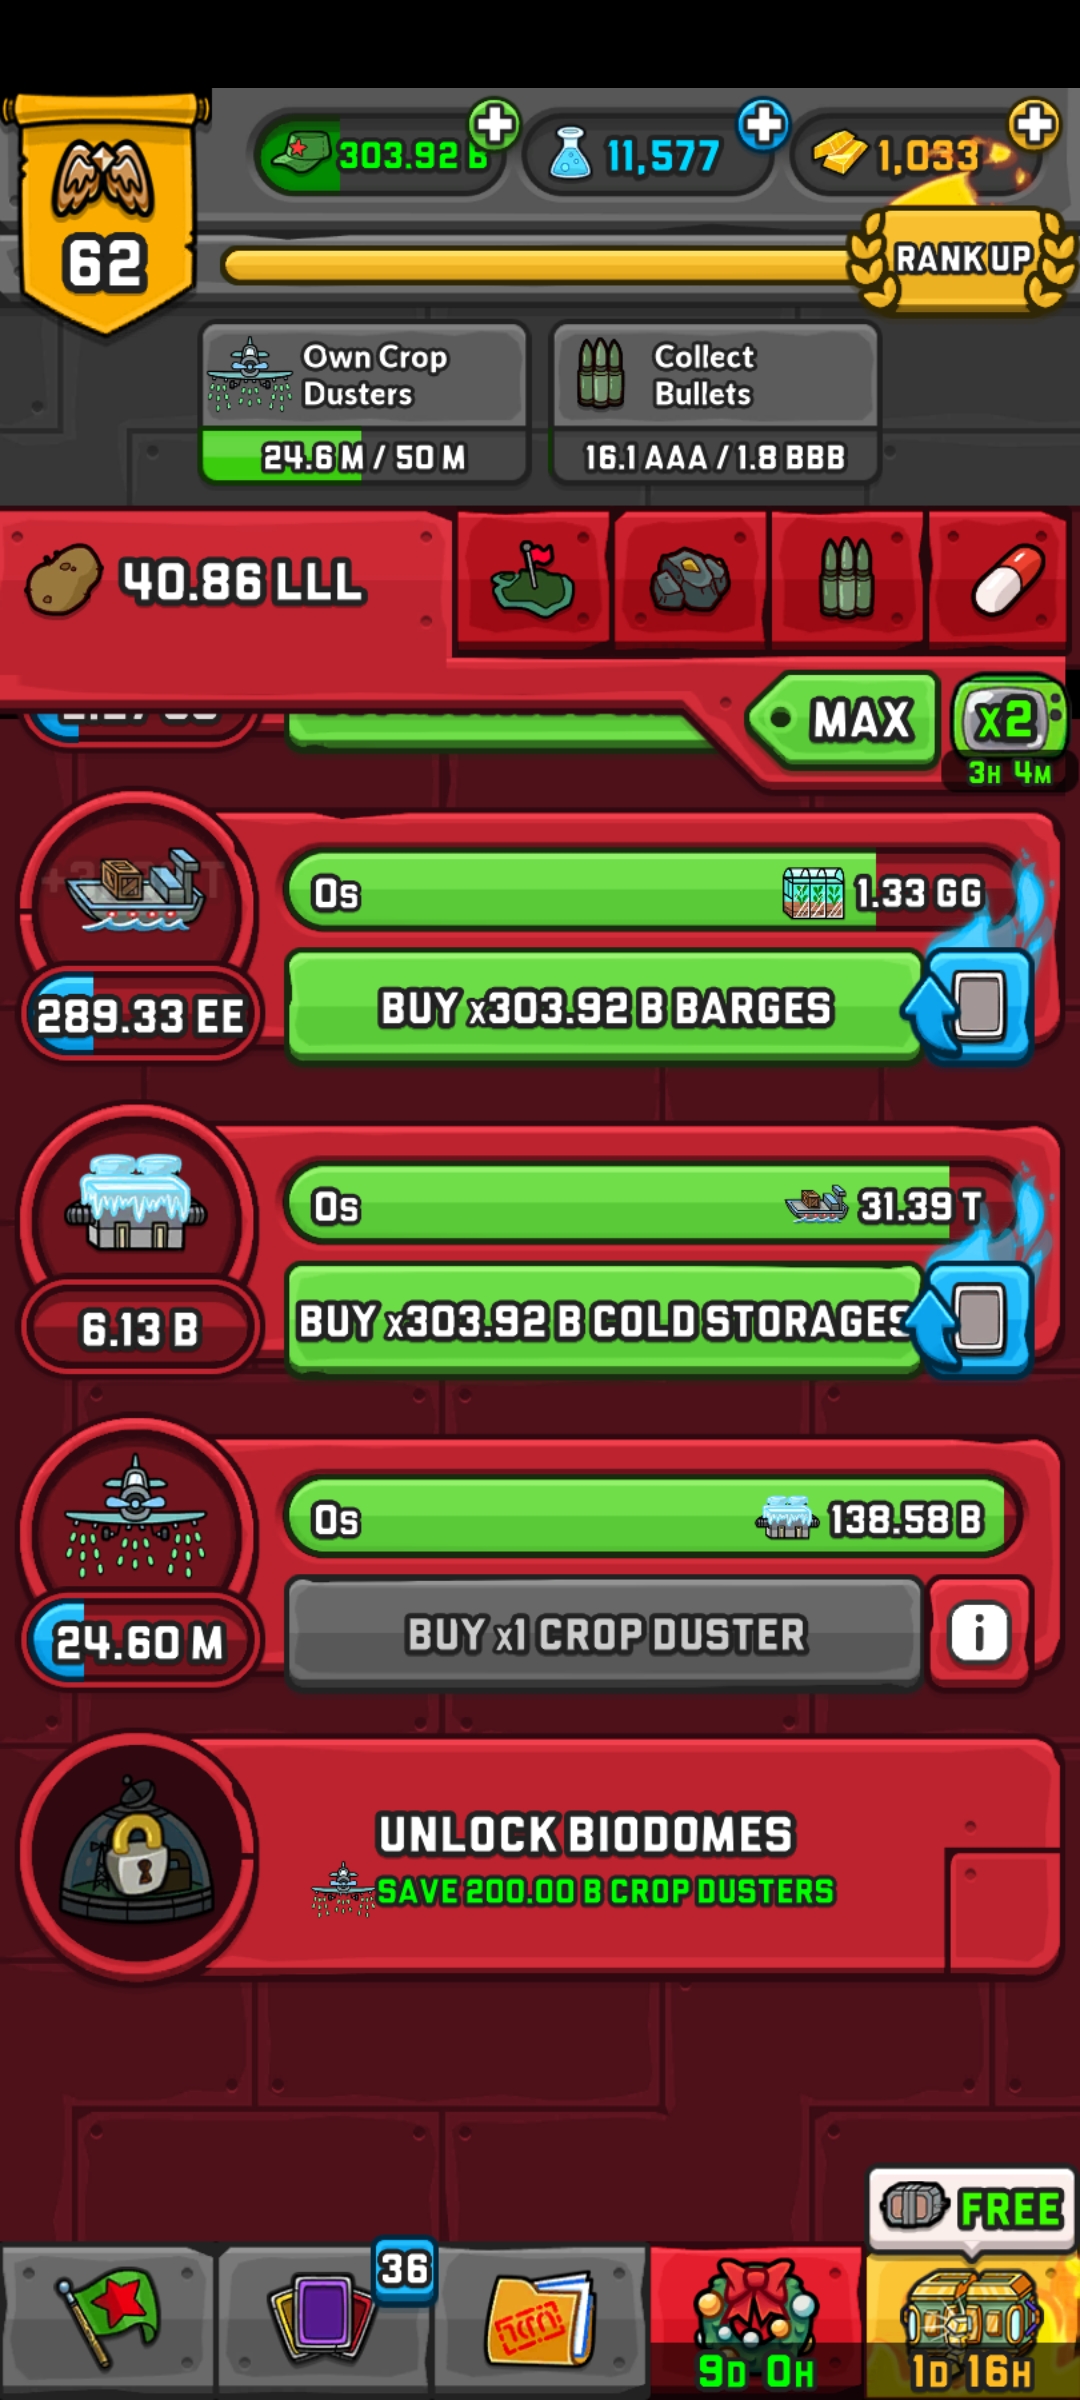 303.92 B
11,577
1,033
62
RANK UP
Own Crop
Dusters
24.6 M / 50 M
Collect
Bullets
16.1 AAA / 1.8 BBB
40.86 LLL
MAX
x2
3H 4M
0s
1.33 GG
289.33 EE
BUY x303.92 B BARGES
0s
31.39 T
6.13 B
BUY x303.92 B COLD STORAGES
0s
138.58 B
24.60 M
BUY x1 CROP DUSTER
i
UNLOCK BIODOMES
SAVE 200.00 B CROP DUSTERS
FREE
36
9D 0H
1D 16H